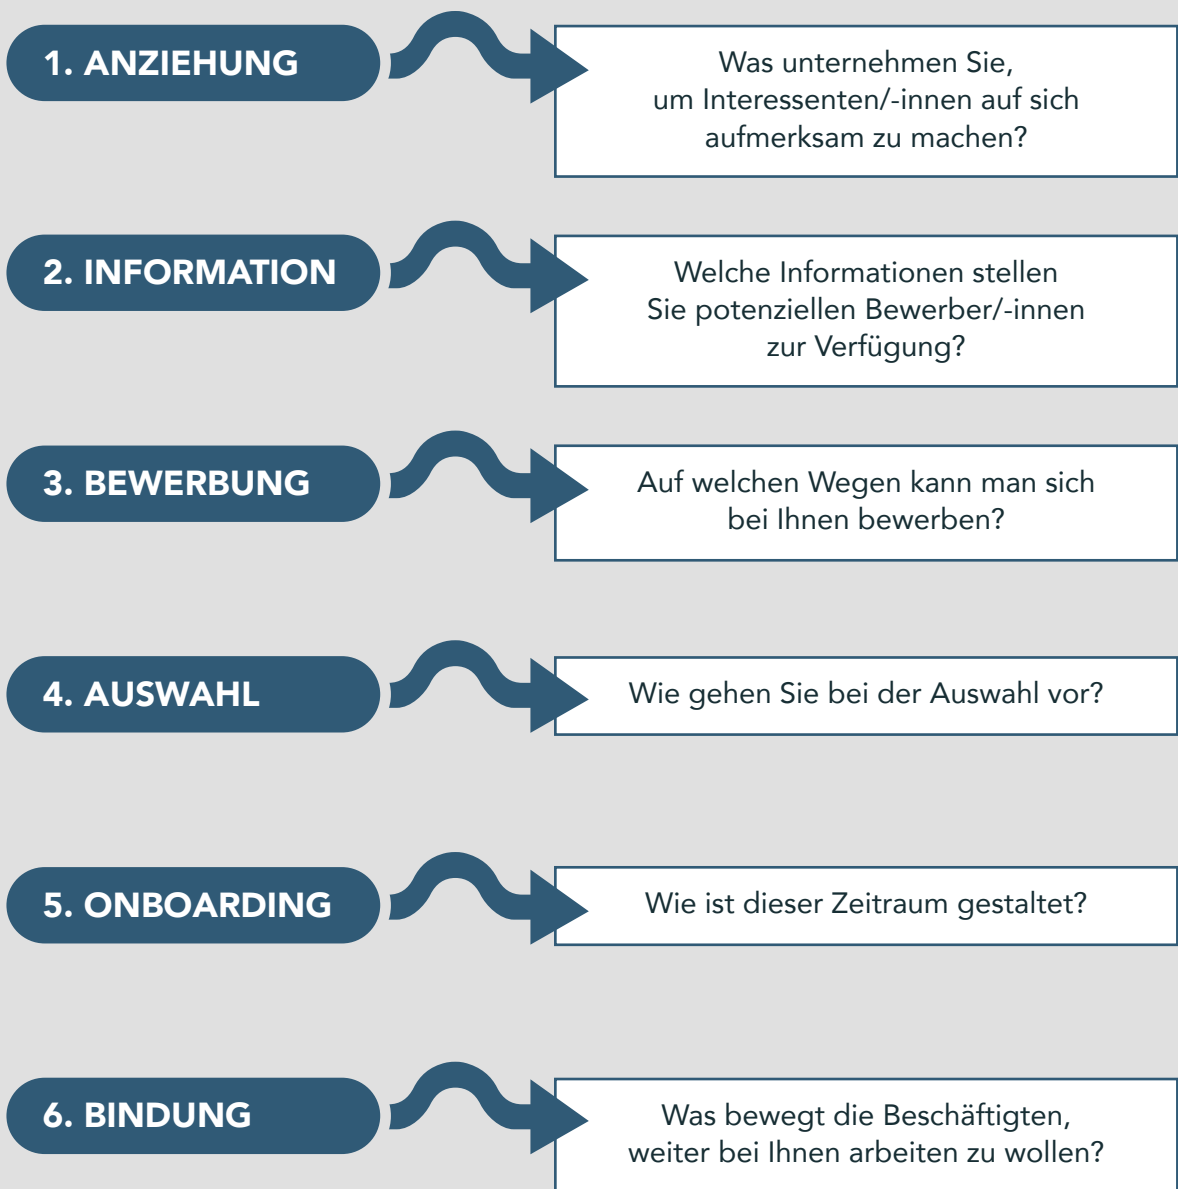 1. ANZIEHUNG
Was unternehmen Sie,
um Interessenten/-innen auf sich
aufmerksam zu machen?
2. INFORMATION
Welche Informationen stellen
Sie potenziellen Bewerber/-innen
zur Verfügung?
3. BEWERBUNG
Auf welchen Wegen kann man sich
bei Ihnen bewerben?
4. AUSWAHL
Wie gehen Sie bei der Auswahl vor?
5. ONBOARDING
Wie ist dieser Zeitraum gestaltet?
6. BINDUNG
Was bewegt die Beschäftigten,
weiter bei Ihnen arbeiten zu wollen?